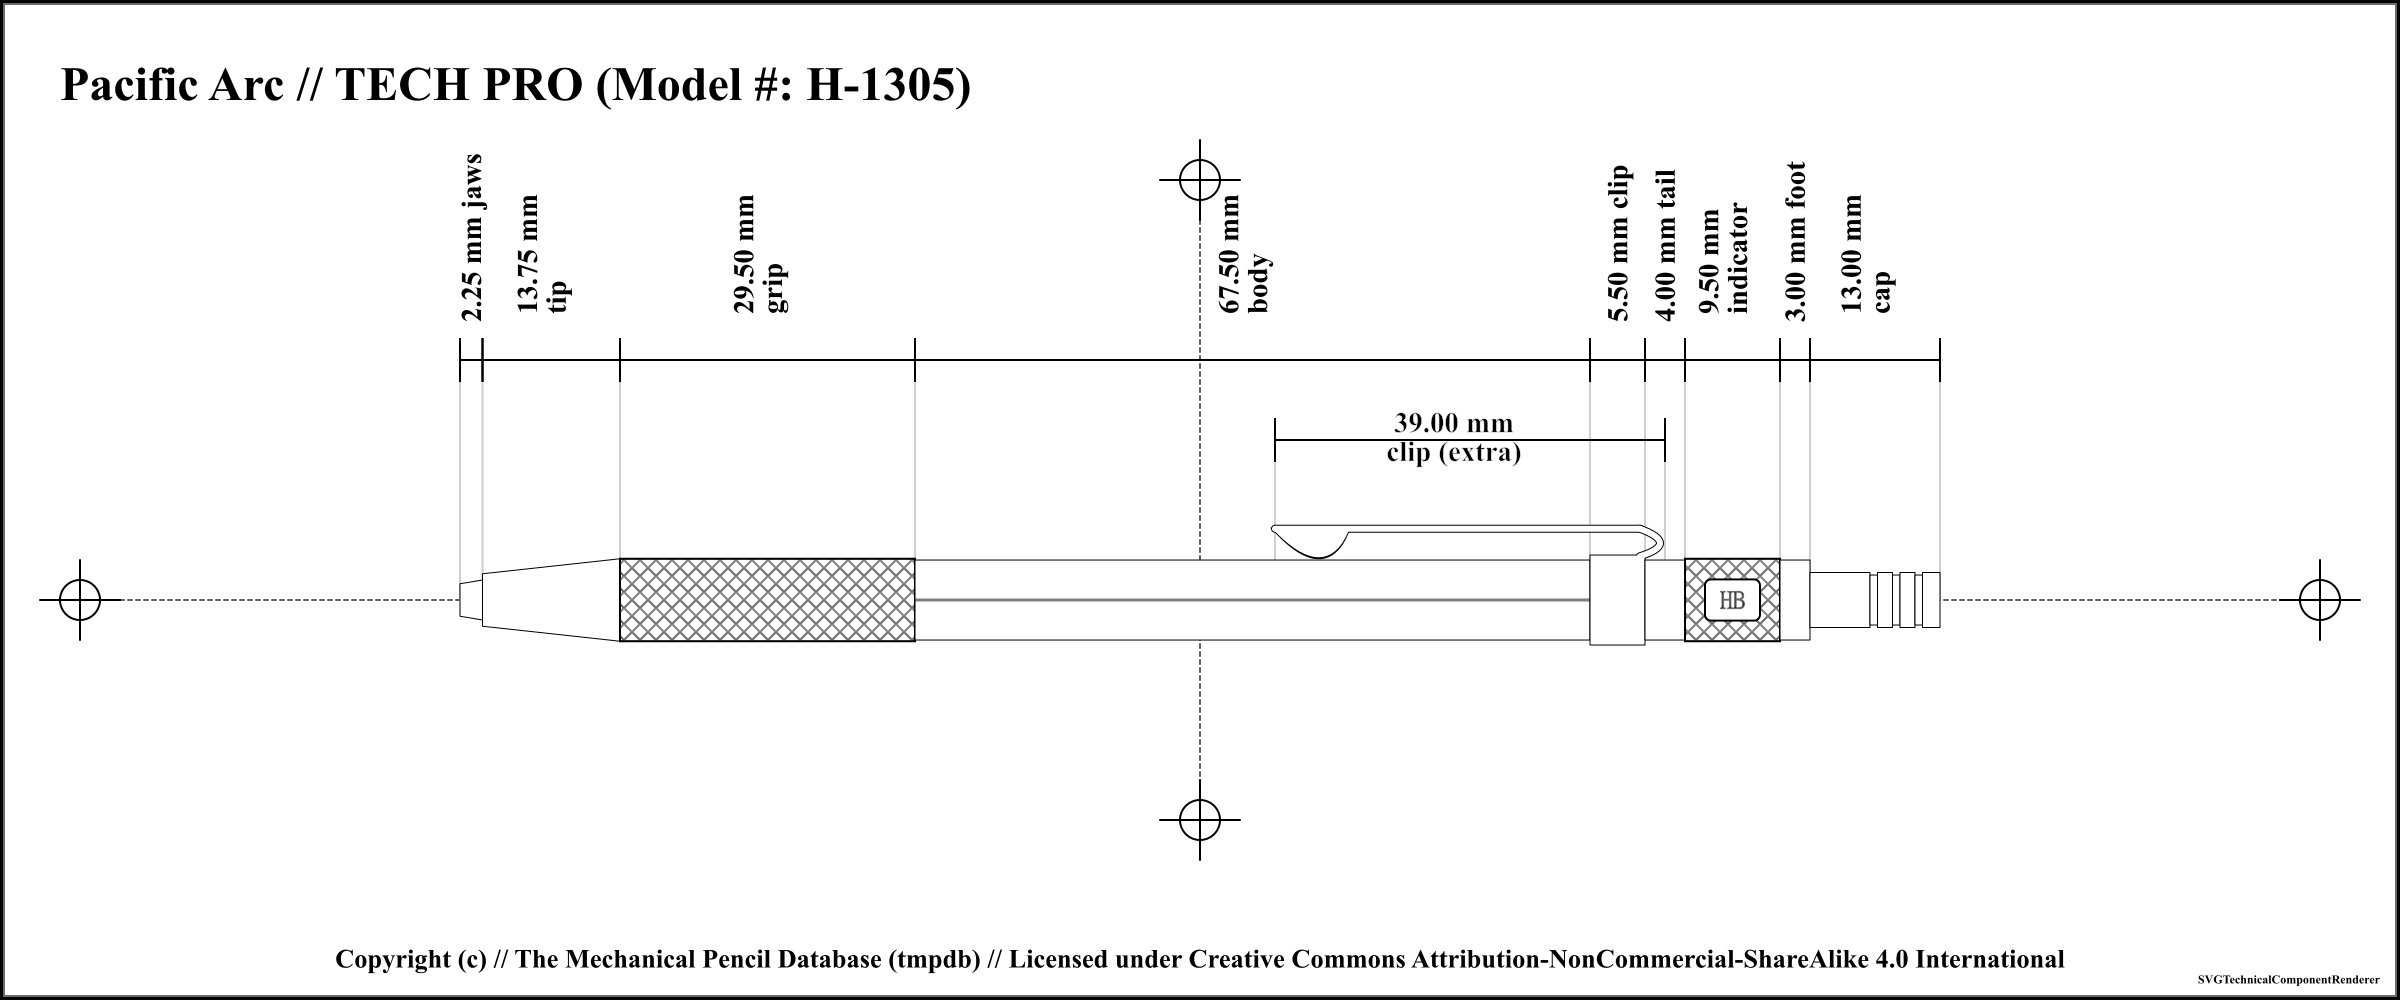 Pacific Arc // TECH PRO (Model #: H-1305)
2.25 mm jaws
13.75 mm
tip
29.50 mm
grip
67.50 mm
body
5.50 mm clip
4.00 mm tail
9.50 mm
indicator
3.00 mm foot
13.00 mm
cap
39.00 mm
clip (extra)
HB
Copyright (c) // The Mechanical Pencil Database (tmpdb) // Licensed under Creative Commons Attribution-NonCommercial-ShareAlike 4.0 International
SVGTechnicalComponentRenderer